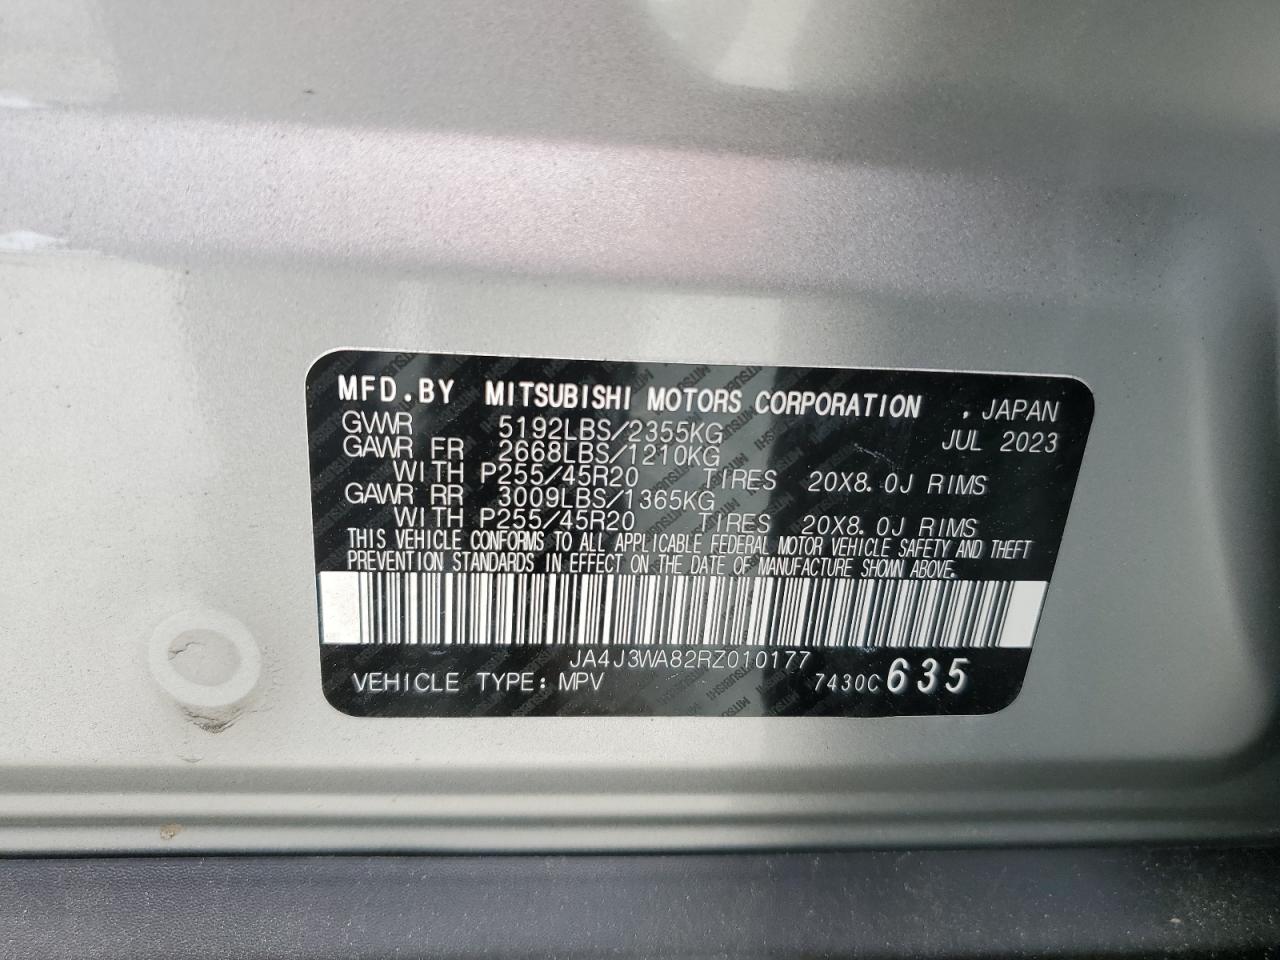 MFD.BY MITSUBISHI MOTORS CORPORATION , JAPAN
GVWR 5192LBS/2355KG JUL 2023
GAWR FR 2668LBS/1210KG
WITH P255/45R20 TIRES 20X8.0J RIMS
GAWR RR 3009LBS/1365KG
WITH P255/45R20 TIRES 20X8.0J RIMS
THIS VEHICLE CONFORMS TO ALL APPLICABLE FEDERAL MOTOR VEHICLE SAFETY AND THEFT
PREVENTION STANDARDS IN EFFECT ON THE DATE OF MANUFACTURE SHOWN ABOVE.
JA4J3WA82RZ010177
VEHICLE TYPE: MPV 7430C 635